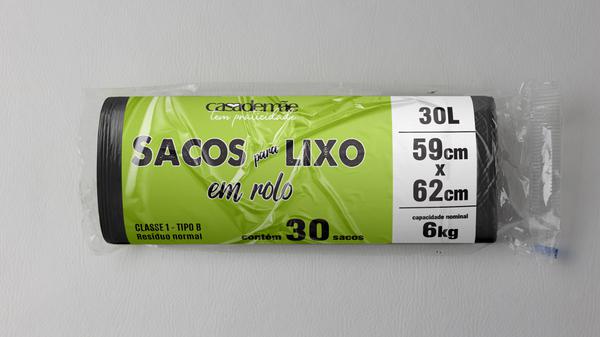 casademãe
tem praticidade
SACOS para LIXO
em rolo
CLASSE 1 - TIPO B
Resíduo normal
contém 30 sacos
30L
59cm
x
62cm
capacidade nominal
6kg